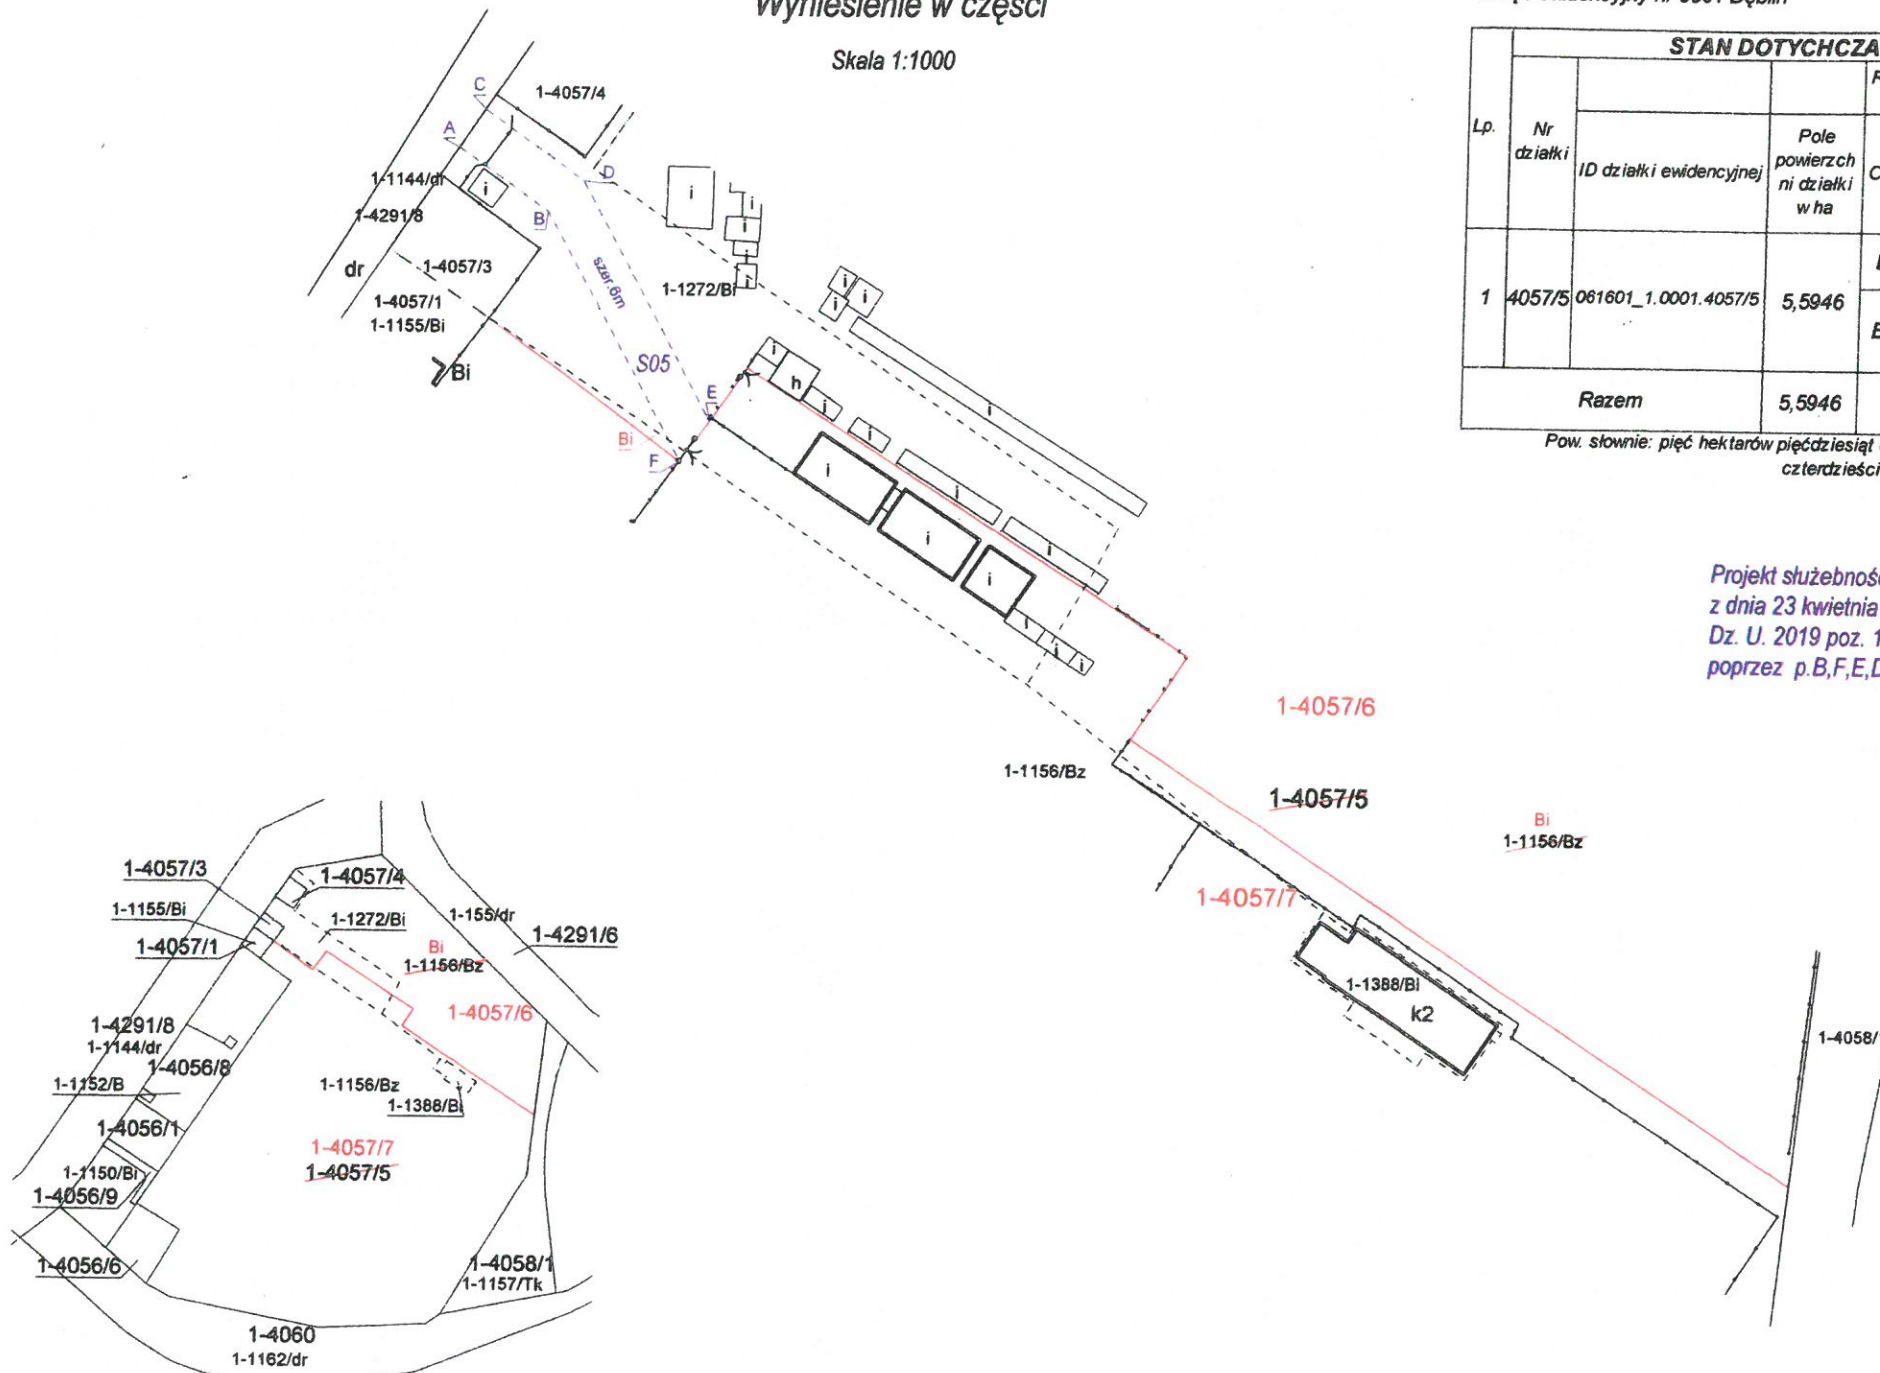 Wyniesienie w części
Skala 1:1000
ewidencyjny nr 0001 Dęblin
STAN DOTYCHCZA
Lp.
Nr
działki
ID działki ewidencyjnej
Pole
powierzch
ni działki
w ha
1
4057/5
061601_1.0001.4057/5
5,5946
Razem
5,5946
Pow. słownie: pięć hektarów pięćdziesiąt
czterdzieści
Projekt służebnoś
z dnia 23 kwietnia
Dz. U. 2019 poz. 1
poprzez p.B,F,E,D
C
1-4057/4
A
D
1-1144/dr
i
i
1-4291/8
B
i
i
i
i
dr
1-4057/3
szer.6m
1-1272/Bi
i
i
i
1-4057/1
1-1155/Bi
S05
Bi
i
h
i
i
E
i
Bi
F
i
i
i
i
i
i
i
i
1-4057/6
1-1156/Bz
1-4057/5
Bi
1-1156/Bz
1-4057/7
1-1388/Bi
k2
1-4058/
1-4057/3
1-4057/4
1-1155/Bi
1-1272/Bi
1-155/dr
1-4057/1
Bi
1-4291/6
1-1156/Bz
1-4057/6
1-4291/8
1-1144/dr
1-4056/8
1-1152/B
1-1156/Bz
1-1388/Bi
1-4056/1
1-4057/7
1-1150/Bi
1-4057/5
1-4056/9
1-4056/6
1-4058/1
1-1157/Tk
1-4060
1-1162/dr